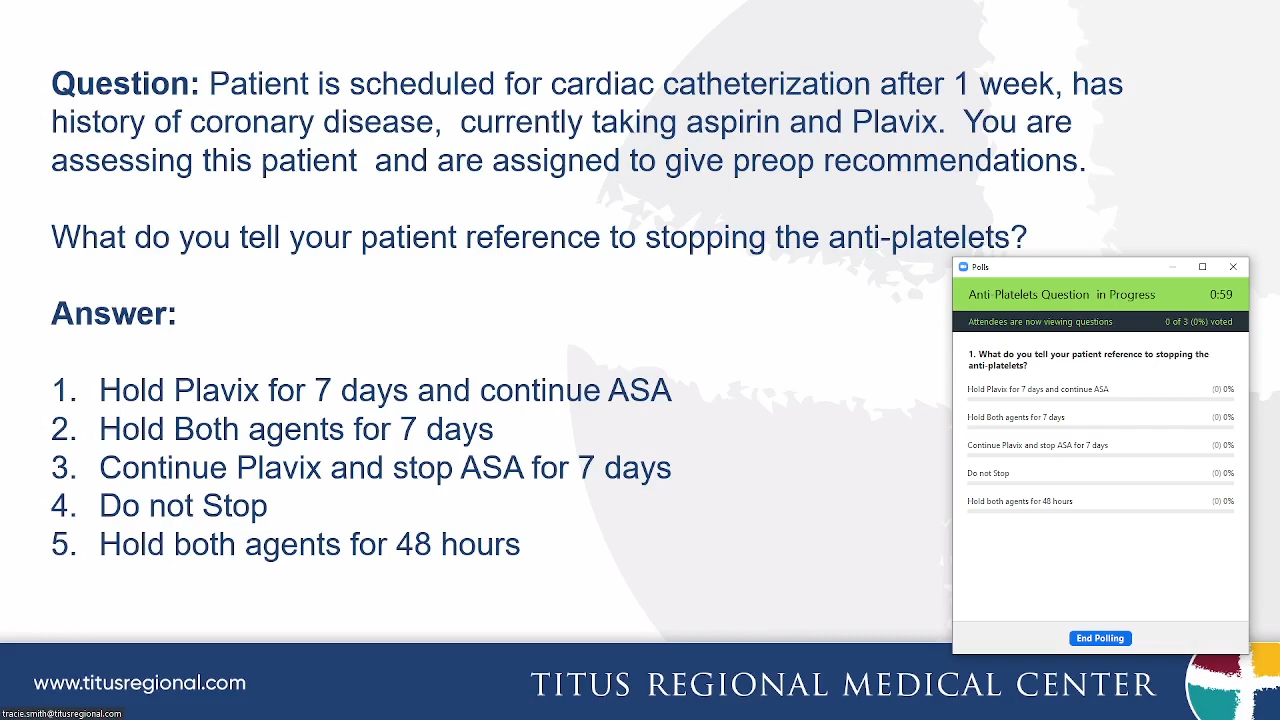 Question: Patient is scheduled for cardiac catheterization after 1 week, has
history of coronary disease, currently taking aspirin and Plavix. You are
assessing this patient and are assigned to give preop recommendations.
What do you tell your patient reference to stopping the anti-platelets?
Answer:
1. Hold Plavix for 7 days and continue ASA
2. Hold Both agents for 7 days
3. Continue Plavix and stop ASA for 7 days
4. Do not Stop
5. Hold both agents for 48 hours
Polls
Anti-Platelets Question in Progress 0:59
Attendees are now viewing questions 0 of 3 (0%) voted
1. What do you tell your patient reference to stopping the
anti-platelets?
Hold Plavix for 7 days and continue ASA (0) 0%
Hold Both agents for 7 days (0) 0%
Continue Plavix and stop ASA for 7 days (0) 0%
Do not Stop (0) 0%
Hold both agents for 48 hours (0) 0%
End Polling
www.titusregional.com
TITUS REGIONAL MEDICAL CENTER
tracie.smith@titusregional.com